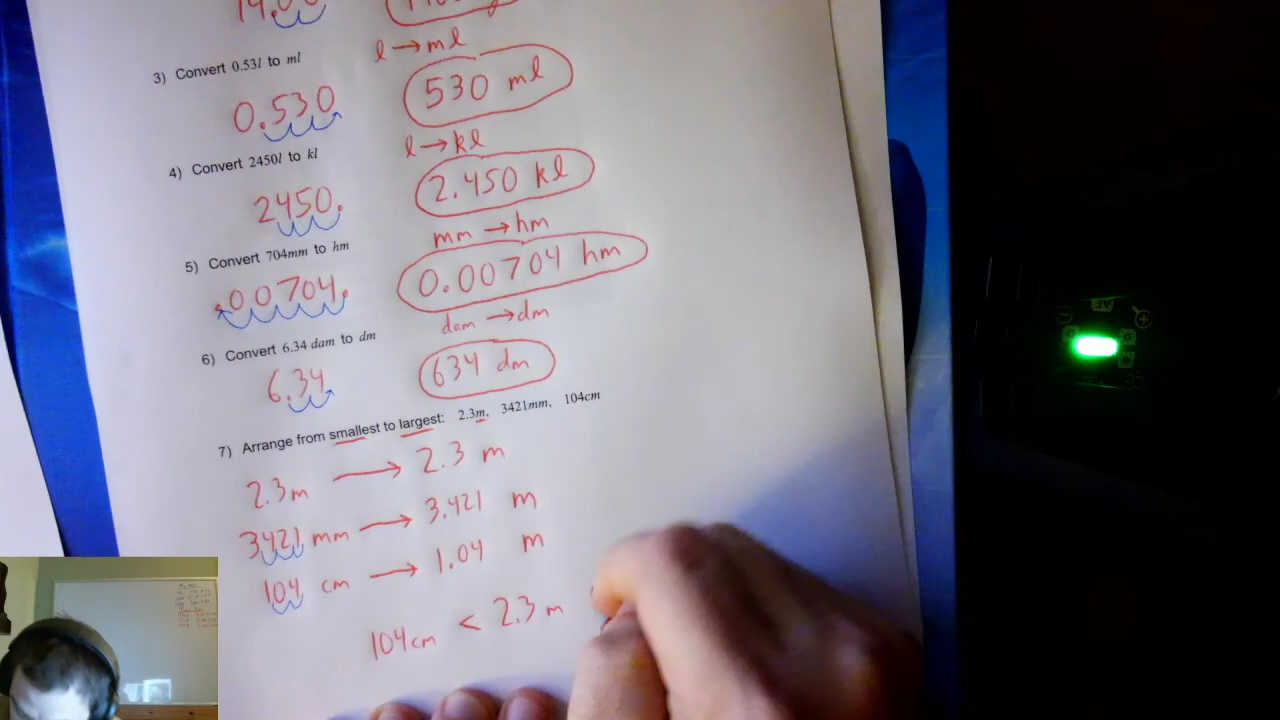 3) Convert 0.53l to ml
l → ml
0.530
530 ml
4) Convert 2450l to kl
l → kl
2450.
2.450 kl
5) Convert 704mm to hm
mm → hm
.00704.
0.00704 hm
6) Convert 6.34 dam to dm
dam → dm
6.34
634 dm
7) Arrange from smallest to largest: 2.3m, 3421mm, 104cm
2.3m → 2.3 m
3421 mm → 3.421 m
104 cm → 1.04 m
104cm < 2.3m